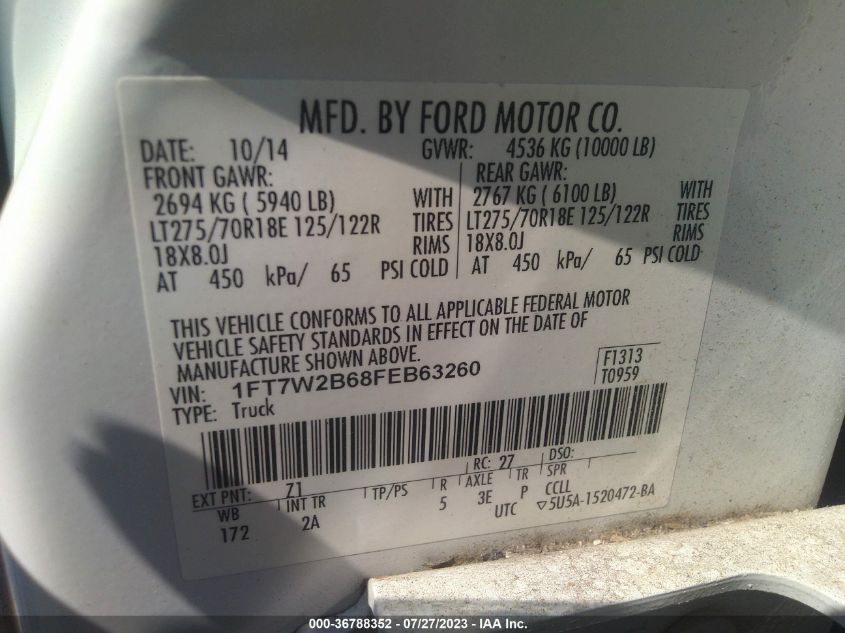 MFD. BY FORD MOTOR CO.
DATE: 10/14 GVWR: 4536 KG (10000 LB)
FRONT GAWR: REAR GAWR:
2694 KG ( 5940 LB) WITH 2767 KG ( 6100 LB) WITH
LT275/70R18E 125/122R TIRES LT275/70R18E 125/122R TIRES
18X8.0J RIMS 18X8.0J RIMS
AT 450 kPa/ 65 PSI COLD AT 450 kPa/ 65 PSI COLD
THIS VEHICLE CONFORMS TO ALL APPLICABLE FEDERAL MOTOR
VEHICLE SAFETY STANDARDS IN EFFECT ON THE DATE OF
MANUFACTURE SHOWN ABOVE.
VIN: 1FT7W2B68FEB63260 F1313
TYPE: Truck T0959
EXT PNT: Z1 RC: 27 DSO:
WB INT TR TP/PS R AXLE TR SPR
172 2A 5 3E P CCLL
UTC ▽5U5A-1520472-BA
000-36788352 / 07/27/2023 / IMP - US